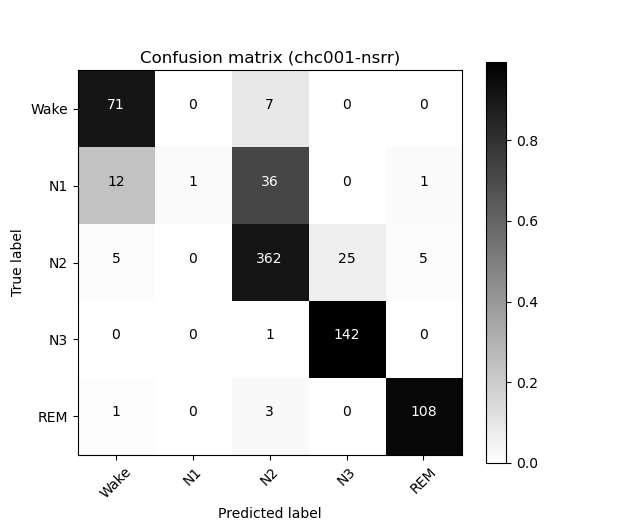 Confusion matrix (chc001-nsrr)
True label
Wake 71 0 7 0 0
N1 12 1 36 0 1
N2 5 0 362 25 5
N3 0 0 1 142 0
REM 1 0 3 0 108
Wake N1 N2 N3 REM
Predicted label
0.8
0.6
0.4
0.2
0.0